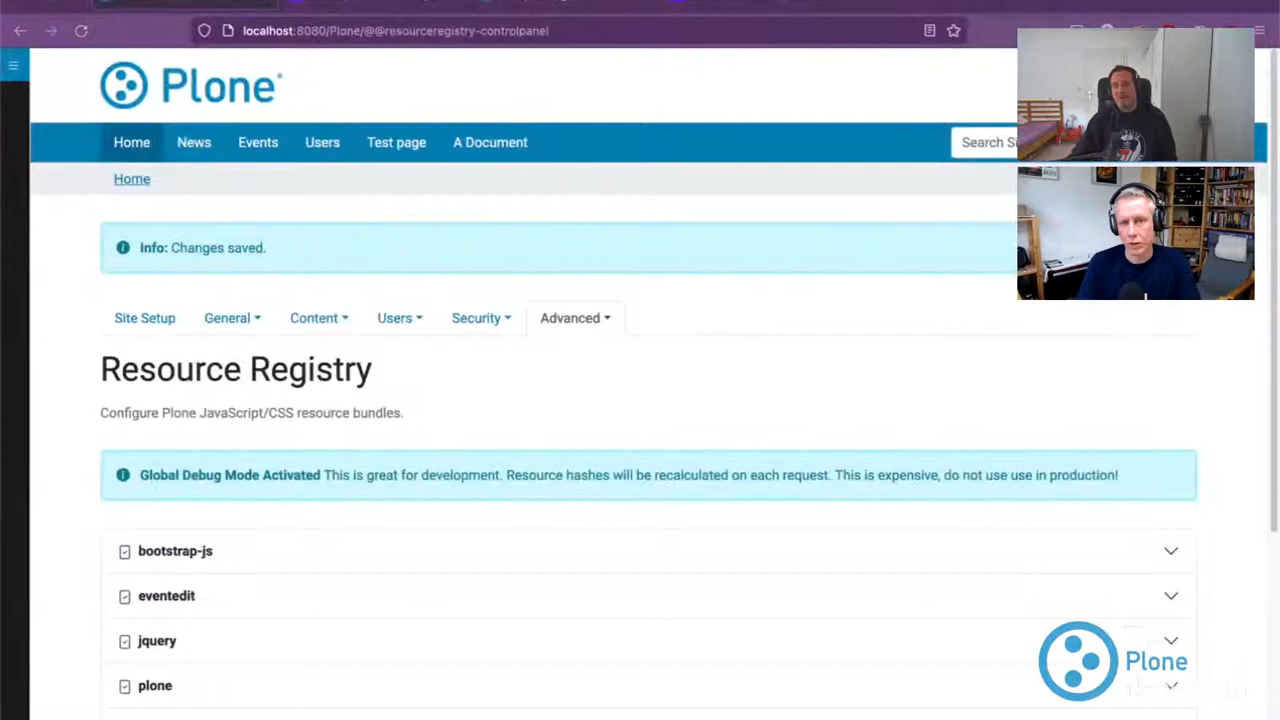 localhost:8080/Plone/@@resourceregistry-controlpanel
Plone
Home News Events Users Test page A Document
Search Si
Home
Info: Changes saved.
Site Setup General Content Users Security Advanced
Resource Registry
Configure Plone JavaScript/CSS resource bundles.
Global Debug Mode Activated This is great for development. Resource hashes will be recalculated on each request. This is expensive, do not use use in production!
bootstrap-js
eventedit
jquery
plone
Plone